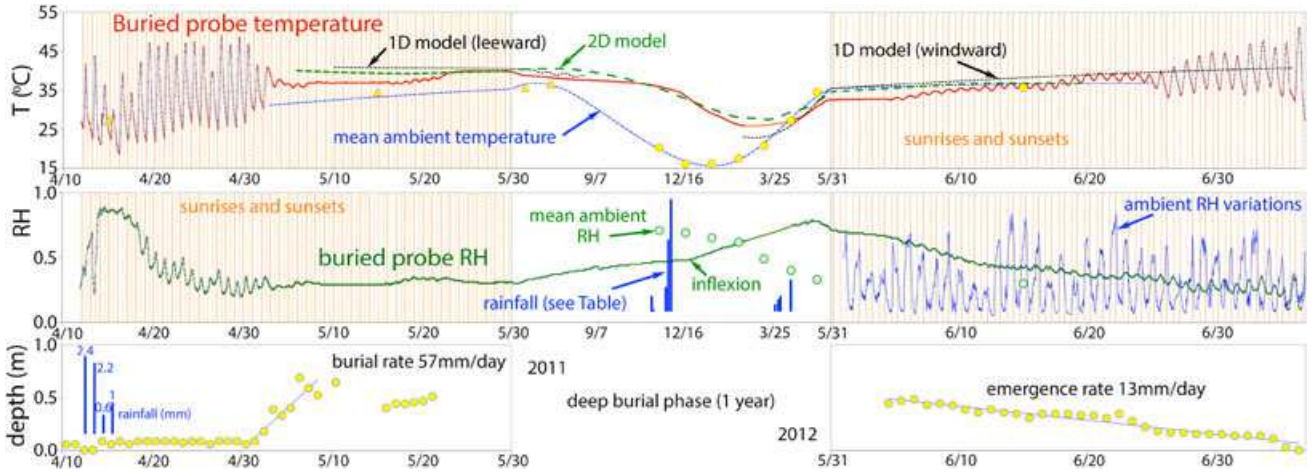 55
45
35
25
15
T (ºC)
Buried probe temperature
1D model (leeward)
2D model
1D model (windward)
mean ambient temperature
sunrises and sunsets
4/10 4/20 4/30 5/10 5/20 5/30 9/7 12/16 3/25 5/31 6/10 6/20 6/30
1.0
0.5
0.0
RH
sunrises and sunsets
mean ambient
RH
ambient RH variations
buried probe RH
rainfall (see Table)
inflexion
4/10 4/20 4/30 5/10 5/20 5/30 9/7 12/16 3/25 5/31 6/10 6/20 6/30
1.0
0.5
0.0
depth (m)
2.4
2.2
0.6
1
rainfall (mm)
burial rate 57mm/day
2011
deep burial phase (1 year)
2012
emergence rate 13mm/day
4/10 4/20 4/30 5/10 5/20 5/30 5/31 6/10 6/20 6/30